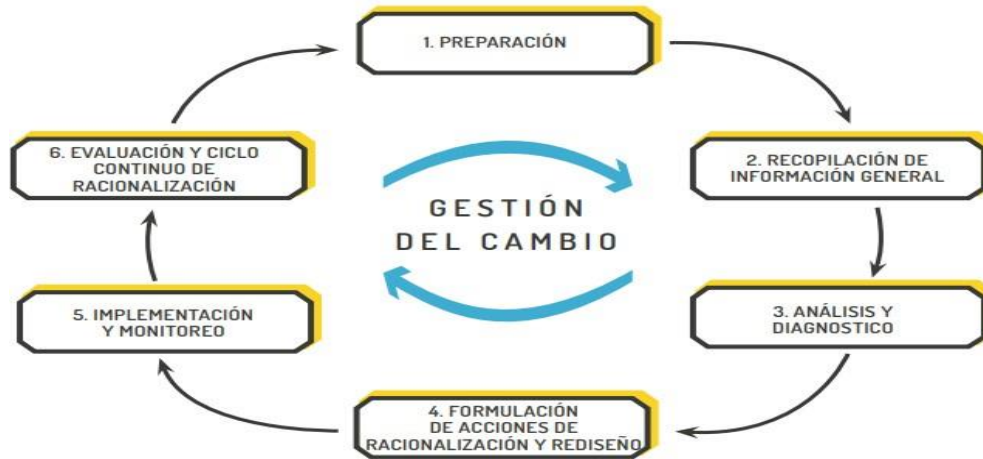 1. PREPARACIÓN
2. RECOPILACIÓN DE
INFORMACIÓN GENERAL
3. ANÁLISIS Y
DIAGNOSTICO
4. FORMULACIÓN
DE ACCIONES DE
RACIONALIZACIÓN Y REDISEÑO
5. IMPLEMENTACIÓN
Y MONITOREO
6. EVALUACIÓN Y CICLO
CONTINUO DE
RACIONALIZACIÓN
GESTIÓN
DEL CAMBIO